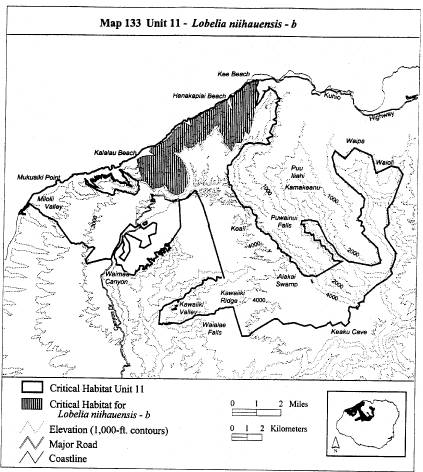 Map 133 Unit 11 - Lobelia niihauensis - b
Kee Beach
Hanakapiai Beach
Kuhio
Highway
Kalalau Beach
Waipa
Waioli
Mukuaiki Point
Puu
Iliahi
Kamakeanu
1000
1000
Milolii
Valley
Puwainui
Falls
Koali
4000
2000
Waimea
Canyon
Alakai
Swamp
2000
4000
Kawaiiki
Ridge
4000
Kawaiiki
Valley
Waialae
Falls
Keaku Cave
Critical Habitat Unit 11
Critical Habitat for
Lobelia niihauensis - b
Elevation (1,000-ft. contours)
Major Road
Coastline
0 1 2 Miles
0 1 2 Kilometers
N